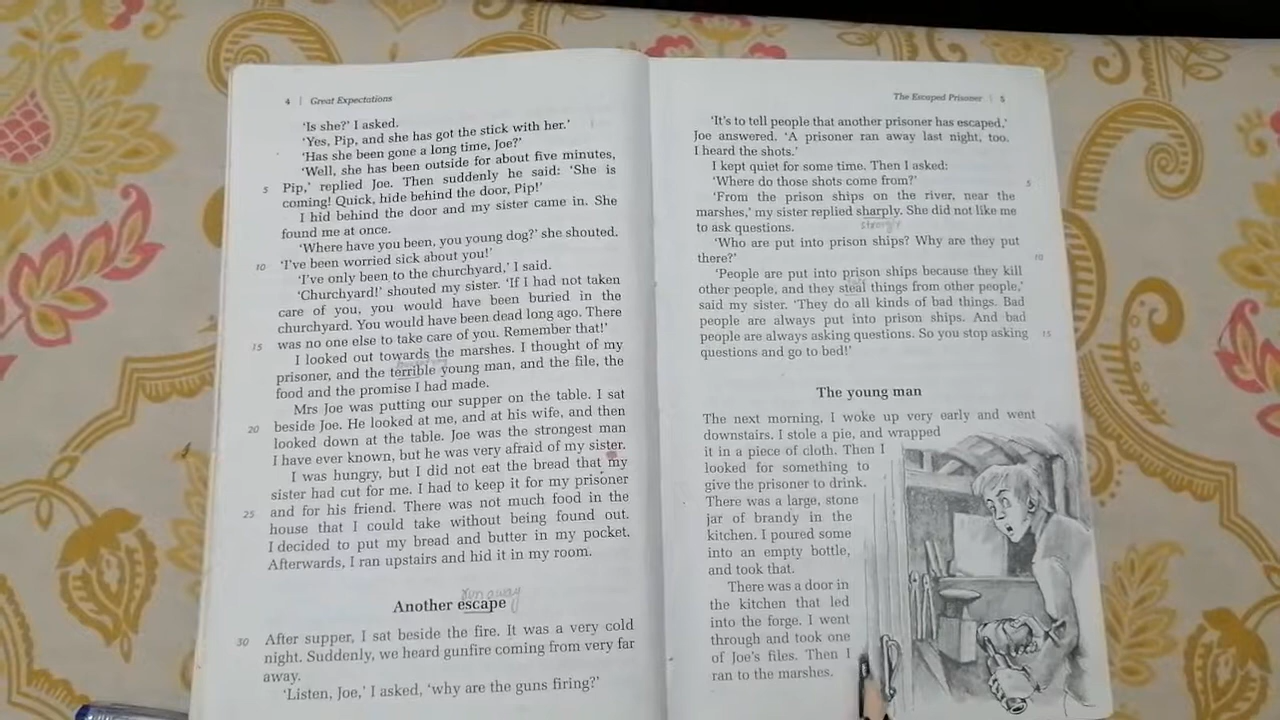 4 | Great Expectations
'Is she?' I asked.
'Yes, Pip, and she has got the stick with her.'
'Has she been gone a long time, Joe?'
'Well, she has been outside for about five minutes,
5 Pip,' replied Joe. Then suddenly he said: 'She is
coming! Quick, hide behind the door, Pip!'
I hid behind the door and my sister came in. She
found me at once.
'Where have you been, you young dog?' she shouted.
10 'I've been worried sick about you!'
'I've only been to the churchyard,' I said.
'Churchyard!' shouted my sister. 'If I had not taken
care of you, you would have been buried in the
churchyard. You would have been dead long ago. There
15 was no one else to take care of you. Remember that!'
I looked out towards the marshes. I thought of my
prisoner, and the terrible young man, and the file, the
food and the promise I had made.
Mrs Joe was putting our supper on the table. I sat
20 beside Joe. He looked at me, and at his wife, and then
looked down at the table. Joe was the strongest man
I have ever known, but he was very afraid of my sister.
I was hungry, but I did not eat the bread that my
sister had cut for me. I had to keep it for my prisoner
25 and for his friend. There was not much food in the
house that I could take without being found out.
I decided to put my bread and butter in my pocket.
Afterwards, I ran upstairs and hid it in my room.
run away
Another escape
30 After supper, I sat beside the fire. It was a very cold
night. Suddenly, we heard gunfire coming from very far
away.
'Listen, Joe,' I asked, 'why are the guns firing?'
The Escaped Prisoner | 5
'It's to tell people that another prisoner has escaped,'
Joe answered. 'A prisoner ran away last night, too.
I heard the shots.'
I kept quiet for some time. Then I asked:
'Where do those shots come from?' 5
'From the prison ships on the river, near the
marshes,' my sister replied sharply. She did not like me
to ask questions.
strongly
'Who are put into prison ships? Why are they put
there?' 10
'People are put into prison ships because they kill
other people, and they steal things from other people,'
said my sister. 'They do all kinds of bad things. Bad
people are always put into prison ships. And bad
people are always asking questions. So you stop asking 15
questions and go to bed!'
The young man
The next morning, I woke up very early and went
downstairs. I stole a pie, and wrapped
it in a piece of cloth. Then I
looked for something to
give the prisoner to drink.
There was a large, stone
jar of brandy in the
kitchen. I poured some
into an empty bottle,
and took that.
There was a door in
the kitchen that led
into the forge. I went
through and took one
of Joe's files. Then I
ran to the marshes.